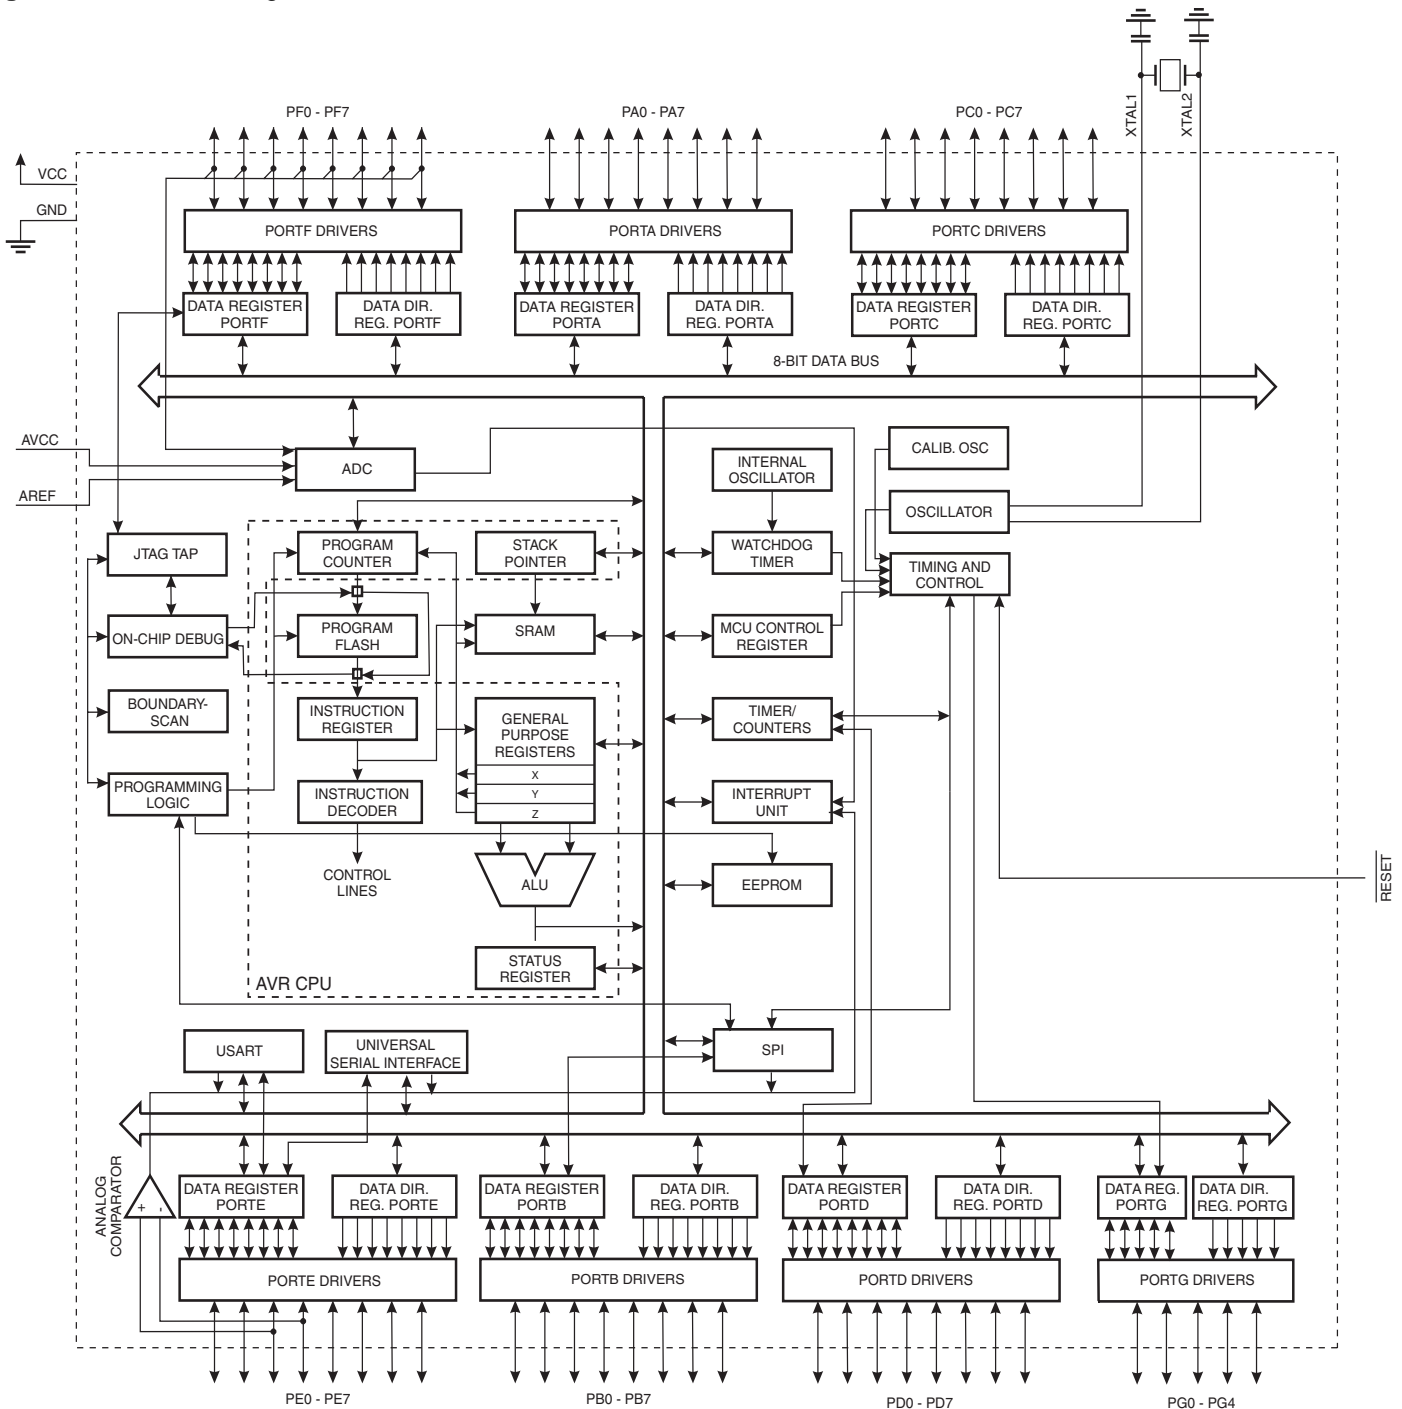 XTAL1
XTAL2
PF0 - PF7
PA0 - PA7
PC0 - PC7
VCC
GND
PORTF DRIVERS
PORTA DRIVERS
PORTC DRIVERS
DATA REGISTER
PORTF
DATA DIR.
REG. PORTF
DATA REGISTER
PORTA
DATA DIR.
REG. PORTA
DATA REGISTER
PORTC
DATA DIR.
REG. PORTC
8-BIT DATA BUS
AVCC
AREF
ADC
INTERNAL
OSCILLATOR
CALIB. OSC
OSCILLATOR
JTAG TAP
PROGRAM
COUNTER
STACK
POINTER
WATCHDOG
TIMER
TIMING AND
CONTROL
ON-CHIP DEBUG
PROGRAM
FLASH
SRAM
MCU CONTROL
REGISTER
BOUNDARY-
SCAN
INSTRUCTION
REGISTER
GENERAL
PURPOSE
REGISTERS
X
Y
Z
TIMER/
COUNTERS
PROGRAMMING
LOGIC
INSTRUCTION
DECODER
INTERRUPT
UNIT
CONTROL
LINES
ALU
EEPROM
RESET
STATUS
REGISTER
AVR CPU
USART
UNIVERSAL
SERIAL INTERFACE
SPI
ANALOG
COMPARATOR
+
-
DATA REGISTER
PORTE
DATA DIR.
REG. PORTE
DATA REGISTER
PORTB
DATA DIR.
REG. PORTB
DATA REGISTER
PORTD
DATA DIR.
REG. PORTD
DATA REG.
PORTG
DATA DIR.
REG. PORTG
PORTE DRIVERS
PORTB DRIVERS
PORTD DRIVERS
PORTG DRIVERS
PE0 - PE7
PB0 - PB7
PD0 - PD7
PG0 - PG4